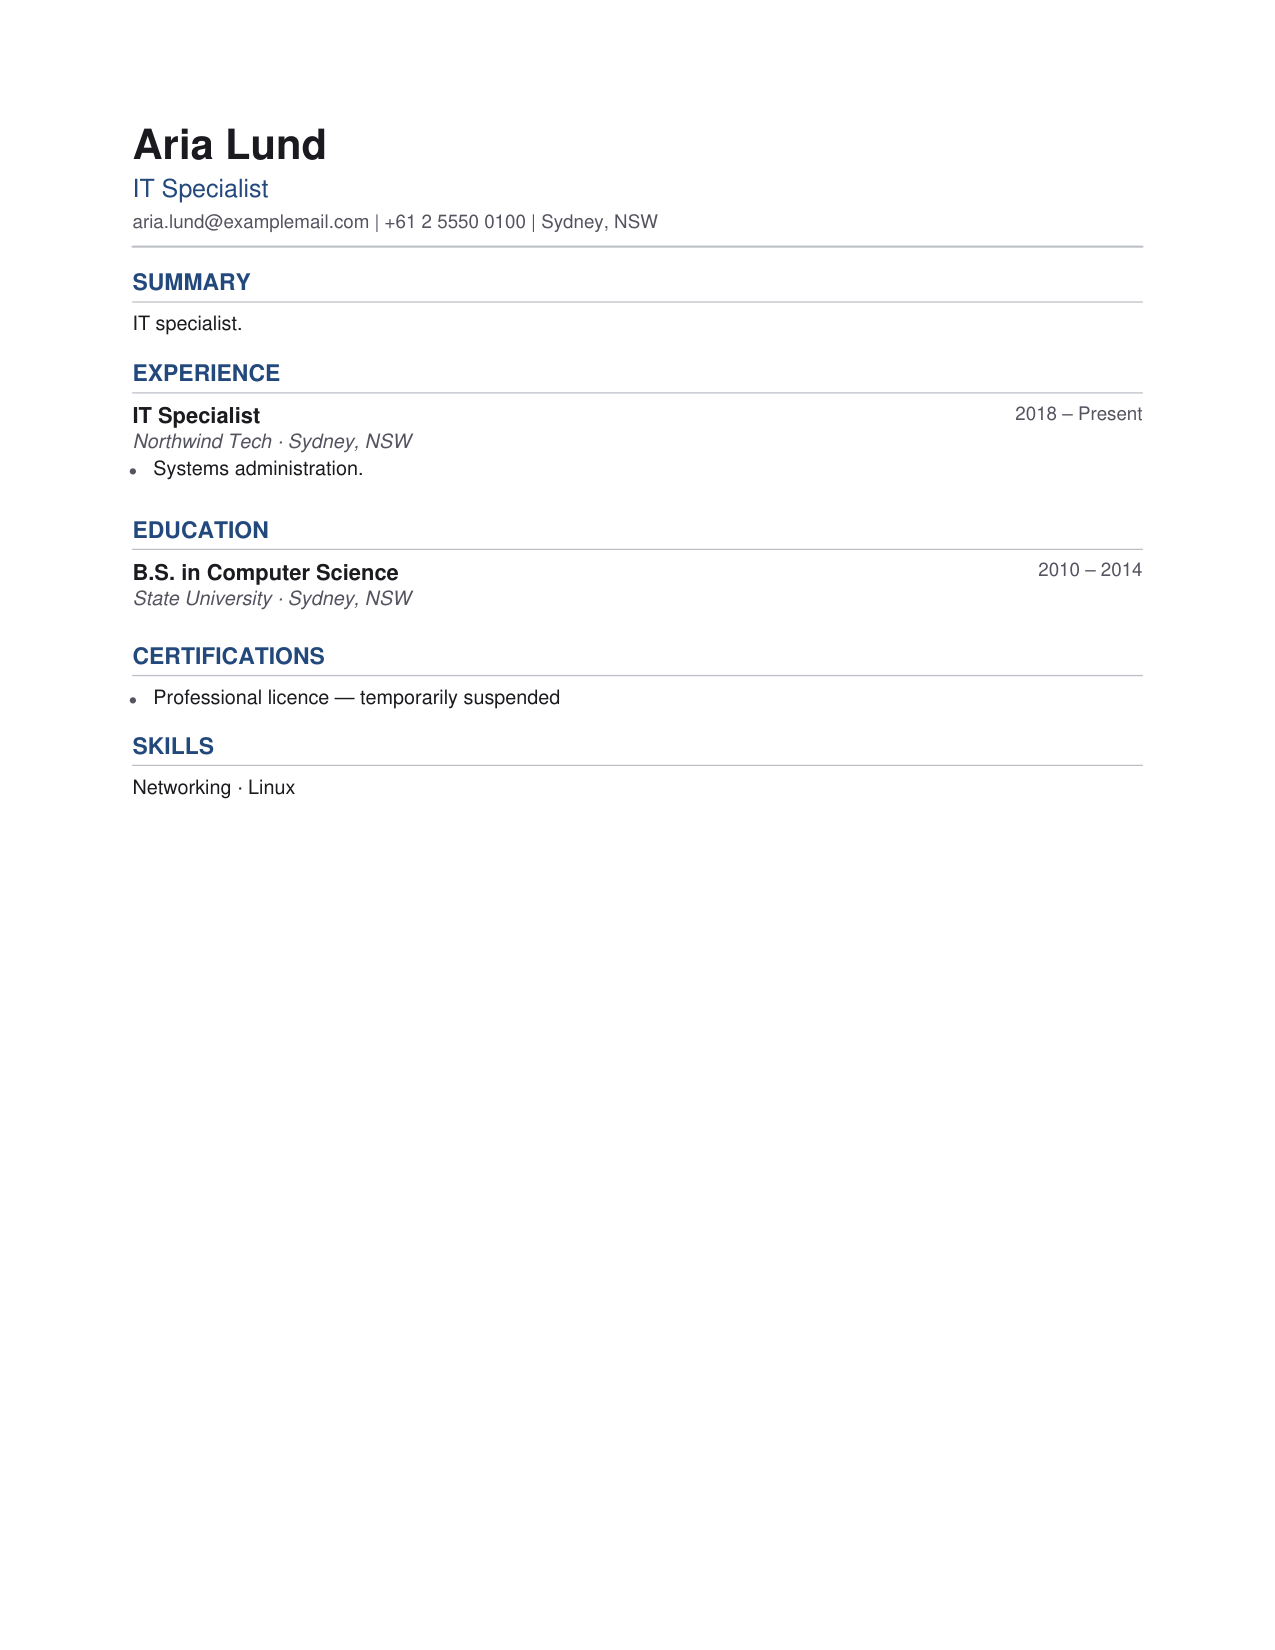 Aria Lund
IT Specialist
aria.lund@examplemail.com | +61 2 5550 0100 | Sydney, NSW
SUMMARY
IT specialist.
EXPERIENCE
IT Specialist 2018 – Present
Northwind Tech · Sydney, NSW
• Systems administration.
EDUCATION
B.S. in Computer Science 2010 – 2014
State University · Sydney, NSW
CERTIFICATIONS
• Professional licence — temporarily suspended
SKILLS
Networking · Linux